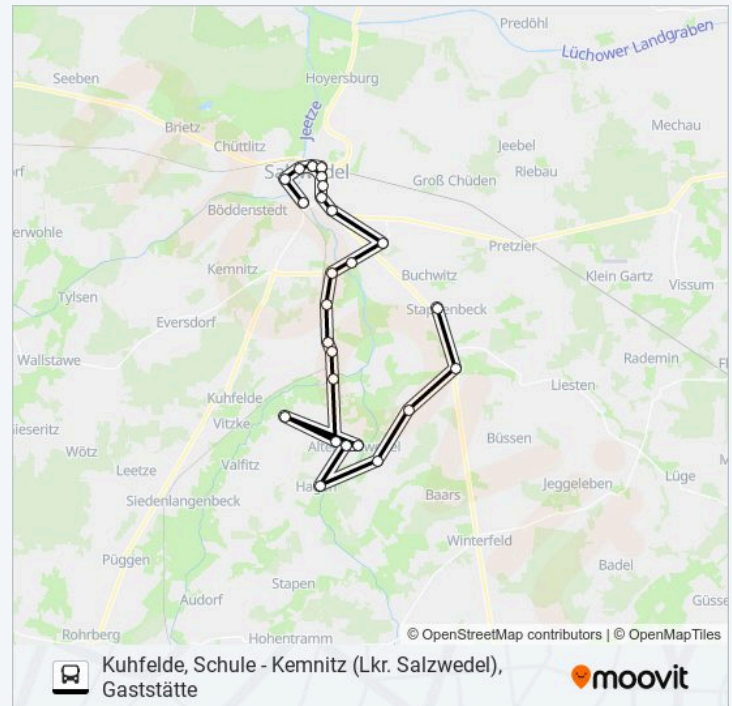 Predöhl
Lüchower Landgraben
Seeben
Hoyersburg
Jeetze
Mechau
Brietz
Jeebel
Chüttlitz
Riebau
Groß Chüden
Böddenstedt
Pretzier
Kemnitz
Buchwitz
Klein Gartz
Vissum
Tylsen
Eversdorf
Rademin
Wallstawe
Liesten
Kuhfelde
Vitzke
Büssen
Wötz
Valfitz
Leetze
Lüge
Jeggeleben
Siedenlangenbeck
Baars
Winterfeld
Püggen
Badel
Stapen
Audorf
Rohrberg
Hohentramm
© OpenStreetMap contributors | © OpenMapTiles
Kuhfelde, Schule - Kemnitz (Lkr. Salzwedel),
Gaststätte
moovit